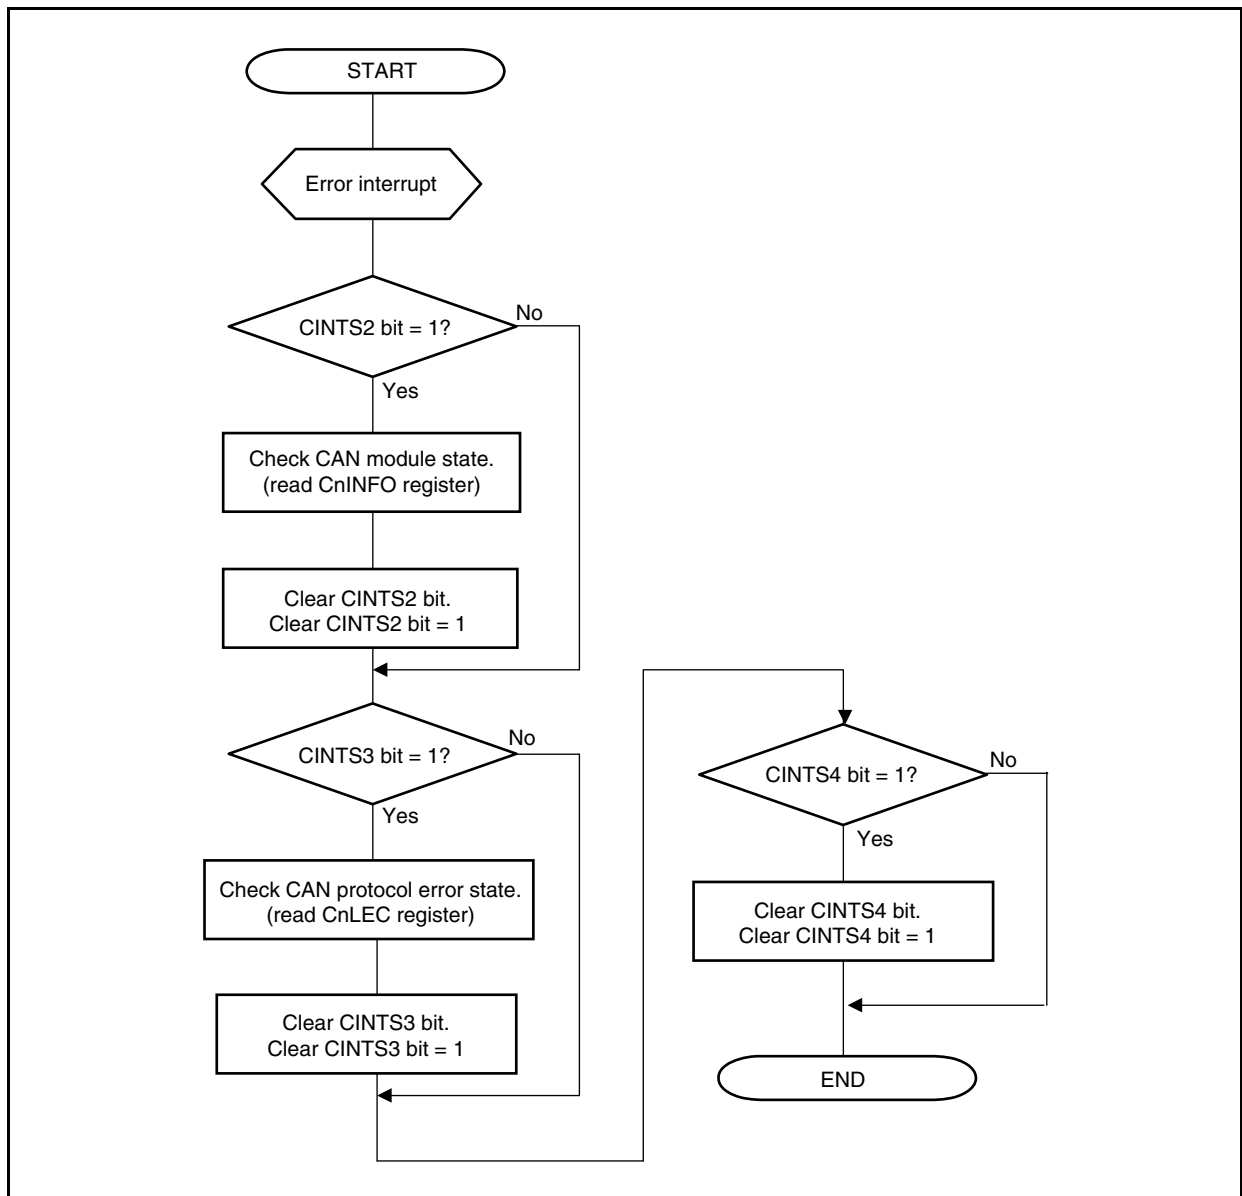 START
Error interrupt
CINTS2 bit = 1?
No
Yes
Check CAN module state.
(read CnINFO register)
Clear CINTS2 bit.
Clear CINTS2 bit = 1
CINTS3 bit = 1?
No
Yes
Check CAN protocol error state.
(read CnLEC register)
Clear CINTS3 bit.
Clear CINTS3 bit = 1
CINTS4 bit = 1?
No
Yes
Clear CINTS4 bit.
Clear CINTS4 bit = 1
END